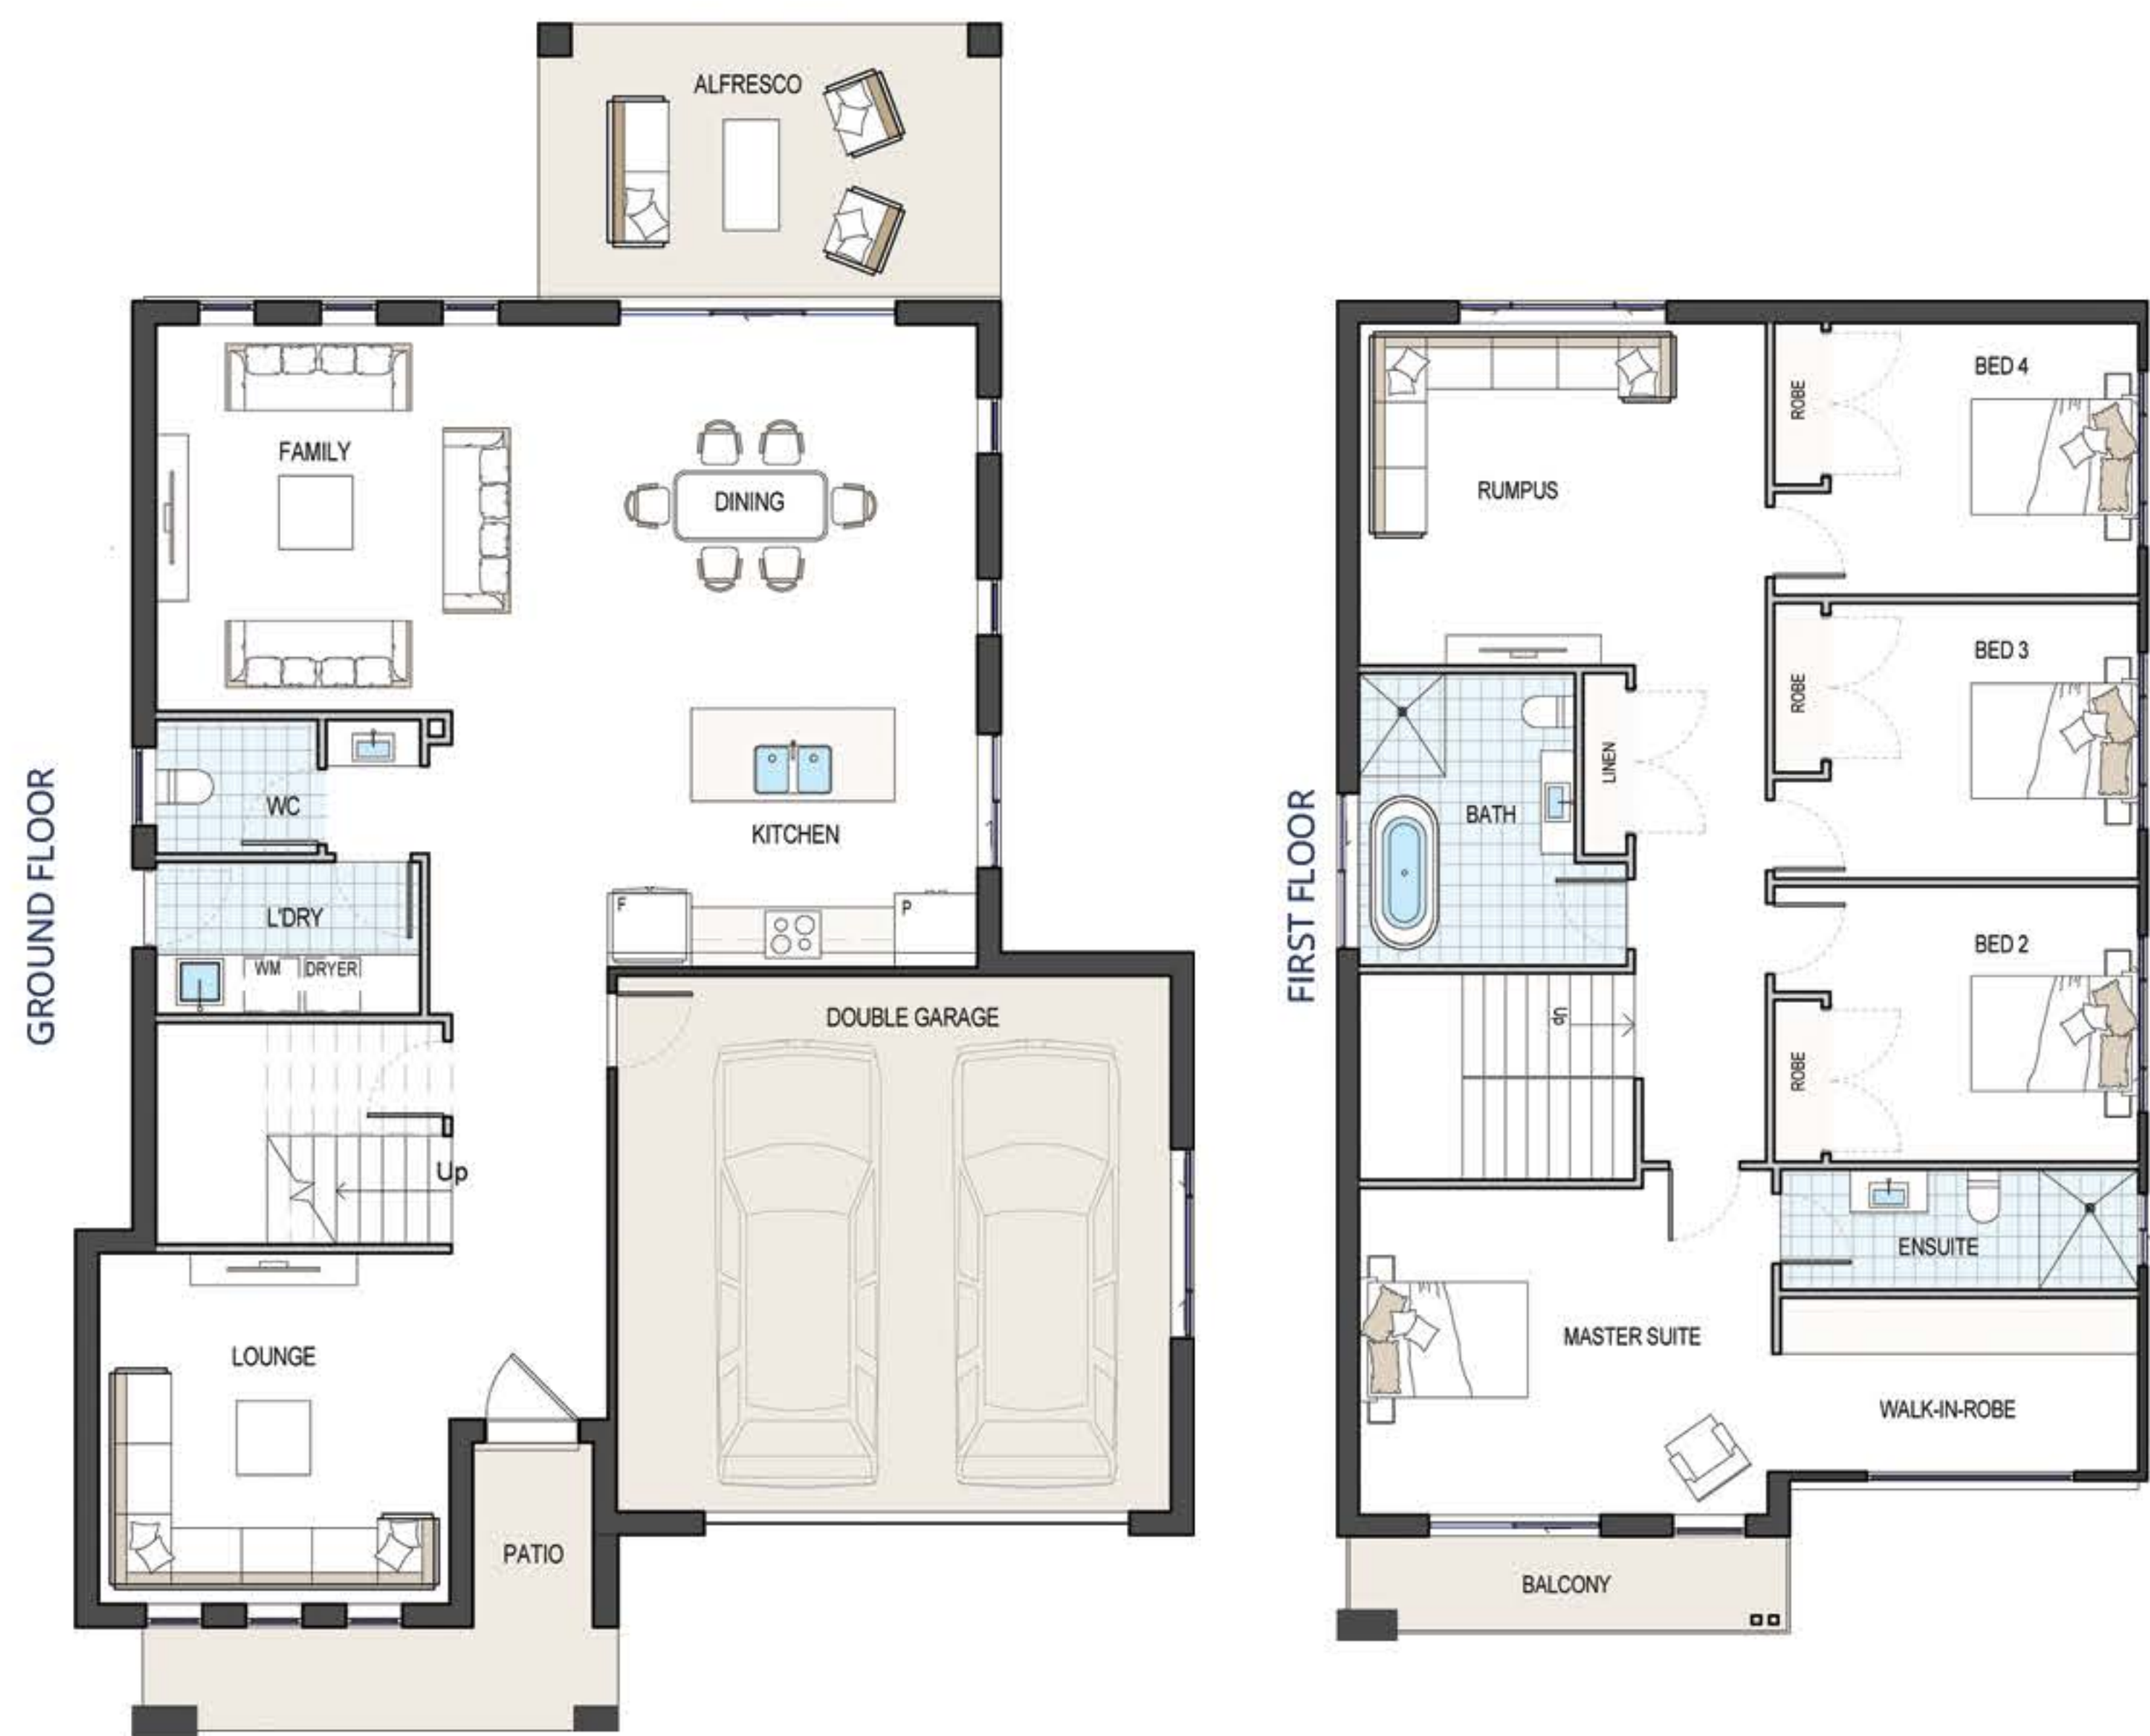 GROUND FLOOR
ALFRESCO
FAMILY
DINING
WC
KITCHEN
L'DRY
F
P
WM
DRYER
DOUBLE GARAGE
Up
LOUNGE
PATIO
FIRST FLOOR
BED 4
ROBE
RUMPUS
BED 3
ROBE
LINEN
BATH
BED 2
Up
ROBE
ENSUITE
MASTER SUITE
WALK-IN-ROBE
BALCONY